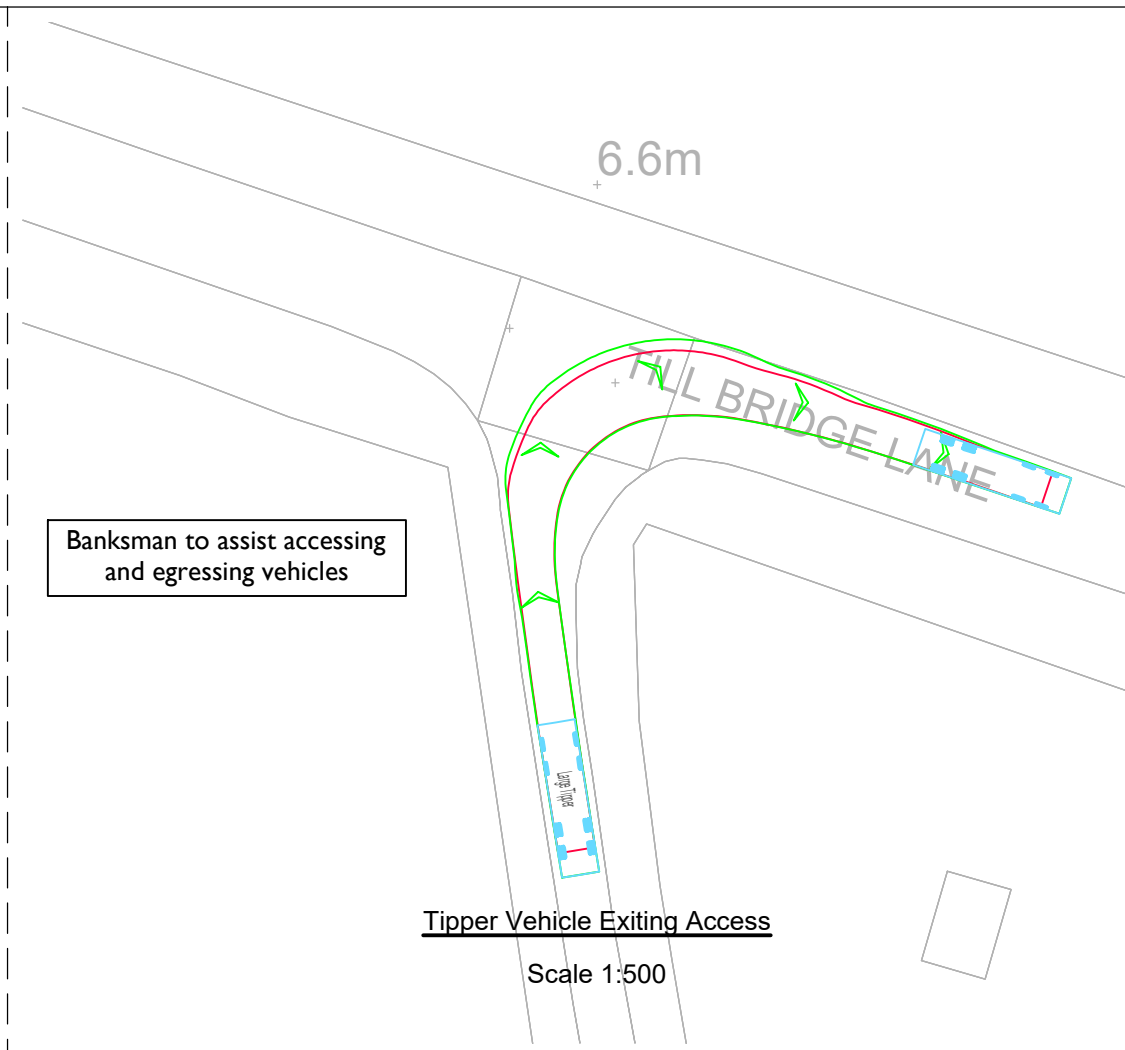 6.6m
TILL BRIDGE LANE
Banksman to assist accessing
and egressing vehicles
Large Tipper
Tipper Vehicle Exiting Access
Scale 1:500